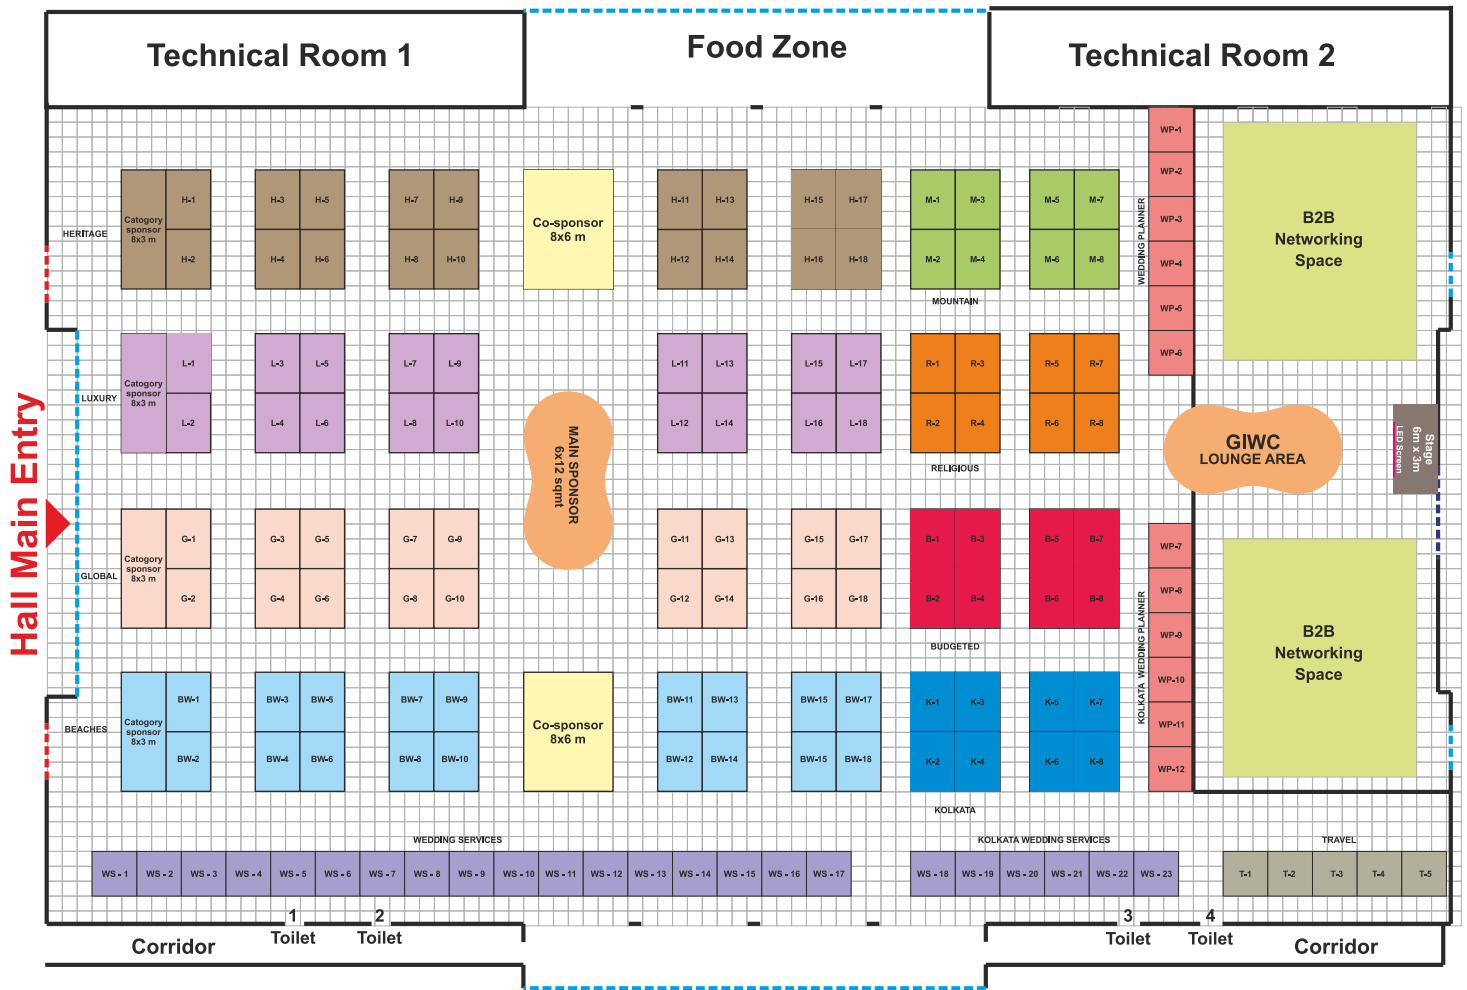 Technical Room 1
Food Zone
Technical Room 2
Hall Main Entry
HERITAGE
Catogory
sponsor
8x3 m
H-1
H-2
H-3
H-5
H-4
H-6
H-7
H-9
H-8
H-10
Co-sponsor
8x6 m
H-11
H-13
H-12
H-14
H-15
H-17
H-16
H-18
M-1
M-3
M-2
M-4
M-5
M-7
M-6
M-8
MOUNTAIN
WEDDING PLANNER
WP-1
WP-2
WP-3
WP-4
WP-5
WP-6
B2B
Networking
Space
LUXURY
Catogory
sponsor
8x3 m
L-1
L-2
L-3
L-5
L-4
L-6
L-7
L-9
L-8
L-10
MAIN SPONSOR
6x12 sqmt
L-11
L-13
L-12
L-14
L-15
L-17
L-16
L-18
R-1
R-3
R-2
R-4
R-5
R-7
R-6
R-8
RELIGIOUS
GIWC
LOUNGE AREA
Stage
6m x 3m
LED Screen
GLOBAL
Catogory
sponsor
8x3 m
G-1
G-2
G-3
G-5
G-4
G-6
G-7
G-9
G-8
G-10
G-11
G-13
G-12
G-14
G-15
G-17
G-16
G-18
B-1
B-3
B-2
B-4
B-5
B-7
B-6
B-8
BUDGETED
KOLKATA WEDDING PLANNER
WP-7
WP-8
WP-9
WP-10
WP-11
WP-12
B2B
Networking
Space
BEACHES
Catogory
sponsor
8x3 m
BW-1
BW-2
BW-3
BW-5
BW-4
BW-6
BW-7
BW-9
BW-8
BW-10
Co-sponsor
8x6 m
BW-11
BW-13
BW-12
BW-14
BW-15
BW-17
BW-15
BW-18
K-1
K-3
K-2
K-4
K-5
K-7
K-6
K-8
KOLKATA
WEDDING SERVICES
WS - 1
WS - 2
WS - 3
WS - 4
WS - 5
WS - 6
WS - 7
WS - 8
WS - 9
WS - 10
WS - 11
WS - 12
WS - 13
WS - 14
WS - 15
WS - 16
WS - 17
KOLKATA WEDDING SERVICES
WS - 18
WS - 19
WS - 20
WS - 21
WS - 22
WS - 23
TRAVEL
T-1
T-2
T-3
T-4
T-5
1
Toilet
2
Toilet
3
Toilet
4
Toilet
Corridor
Corridor